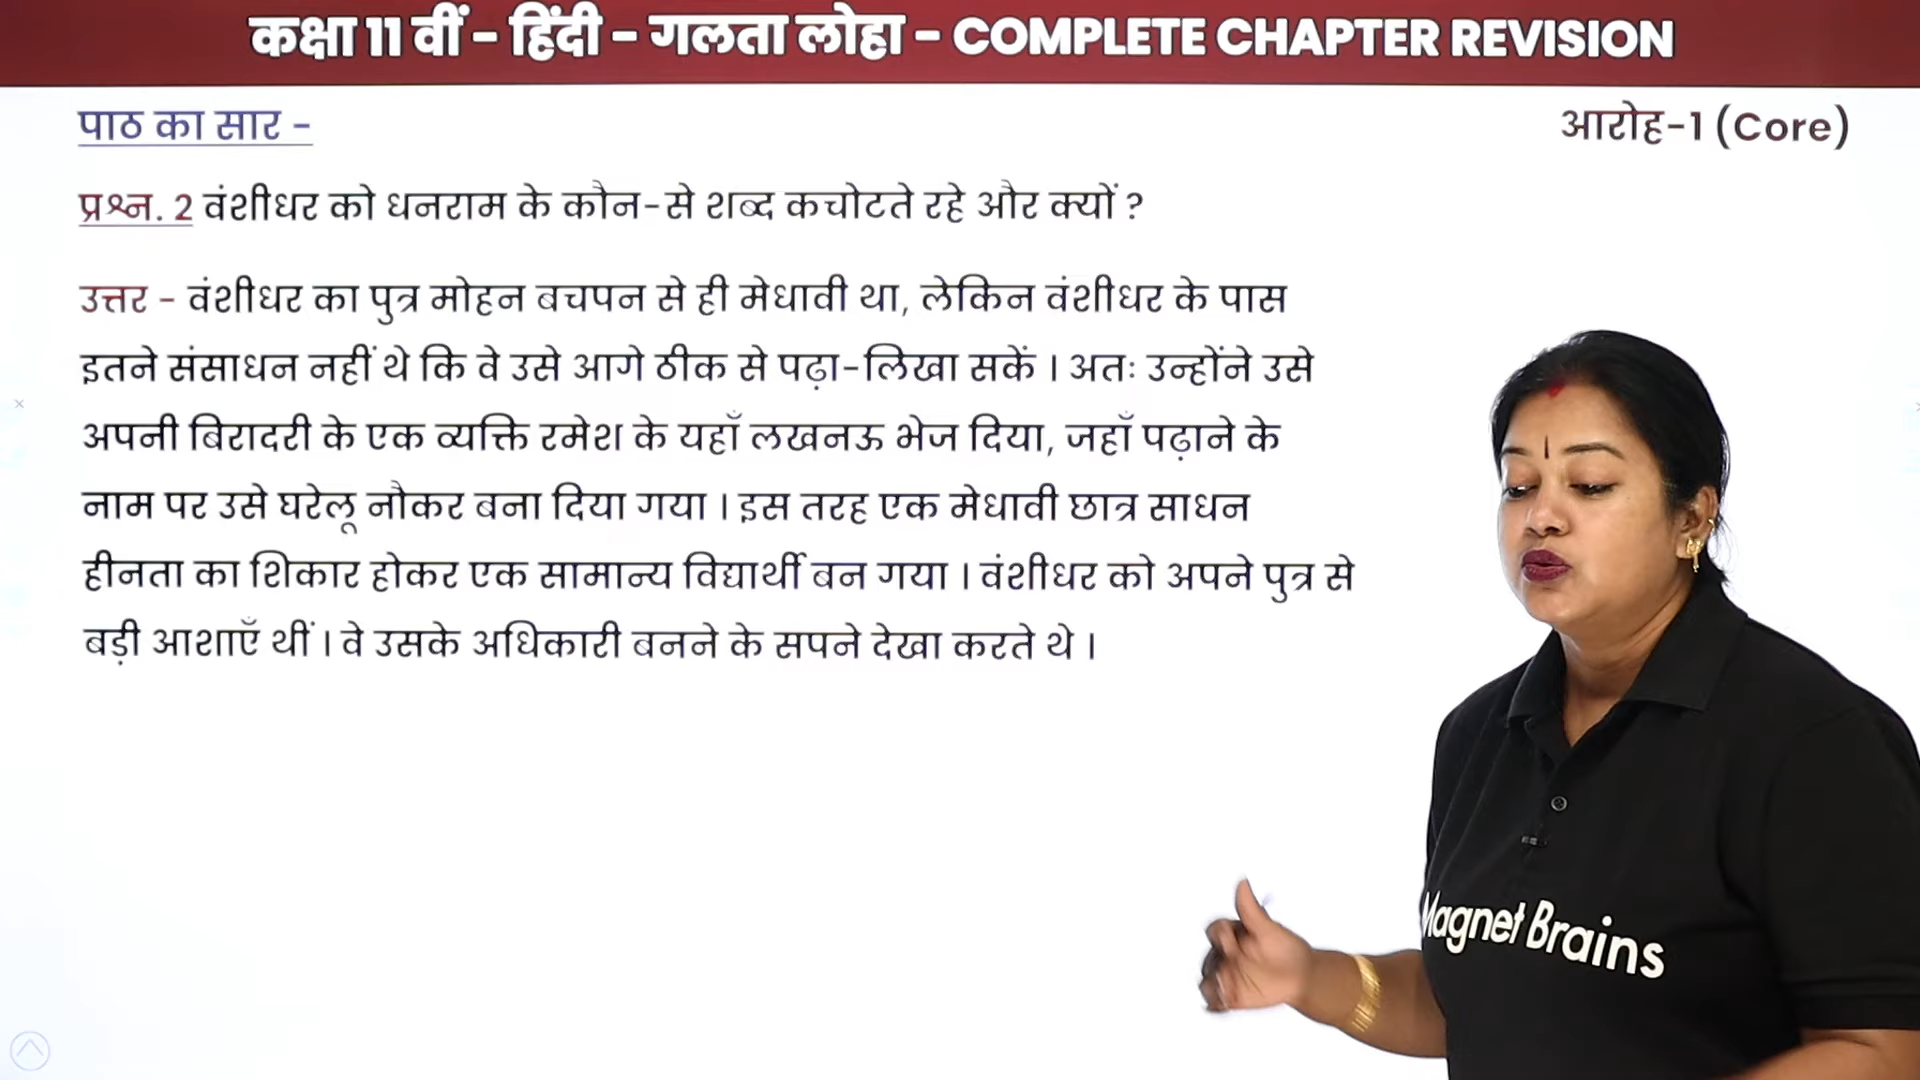 कक्षा 11 वीं - हिंदी - गलता लोहा - COMPLETE CHAPTER REVISION
पाठ का सार -
आरोह-1 (Core)
प्रश्न. 2 वंशीधर को धनराम के कौन-से शब्द कचोटते रहे और क्यों ?
उत्तर - वंशीधर का पुत्र मोहन बचपन से ही मेधावी था, लेकिन वंशीधर के पास
इतने संसाधन नहीं थे कि वे उसे आगे ठीक से पढ़ा-लिखा सकें । अतः उन्होंने उसे
अपनी बिरादरी के एक व्यक्ति रमेश के यहाँ लखनऊ भेज दिया, जहाँ पढ़ाने के
नाम पर उसे घरेलू नौकर बना दिया गया । इस तरह एक मेधावी छात्र साधन
हीनता का शिकार होकर एक सामान्य विद्यार्थी बन गया । वंशीधर को अपने पुत्र से
बड़ी आशाएँ थीं । वे उसके अधिकारी बनने के सपने देखा करते थे ।
Magnet Brains